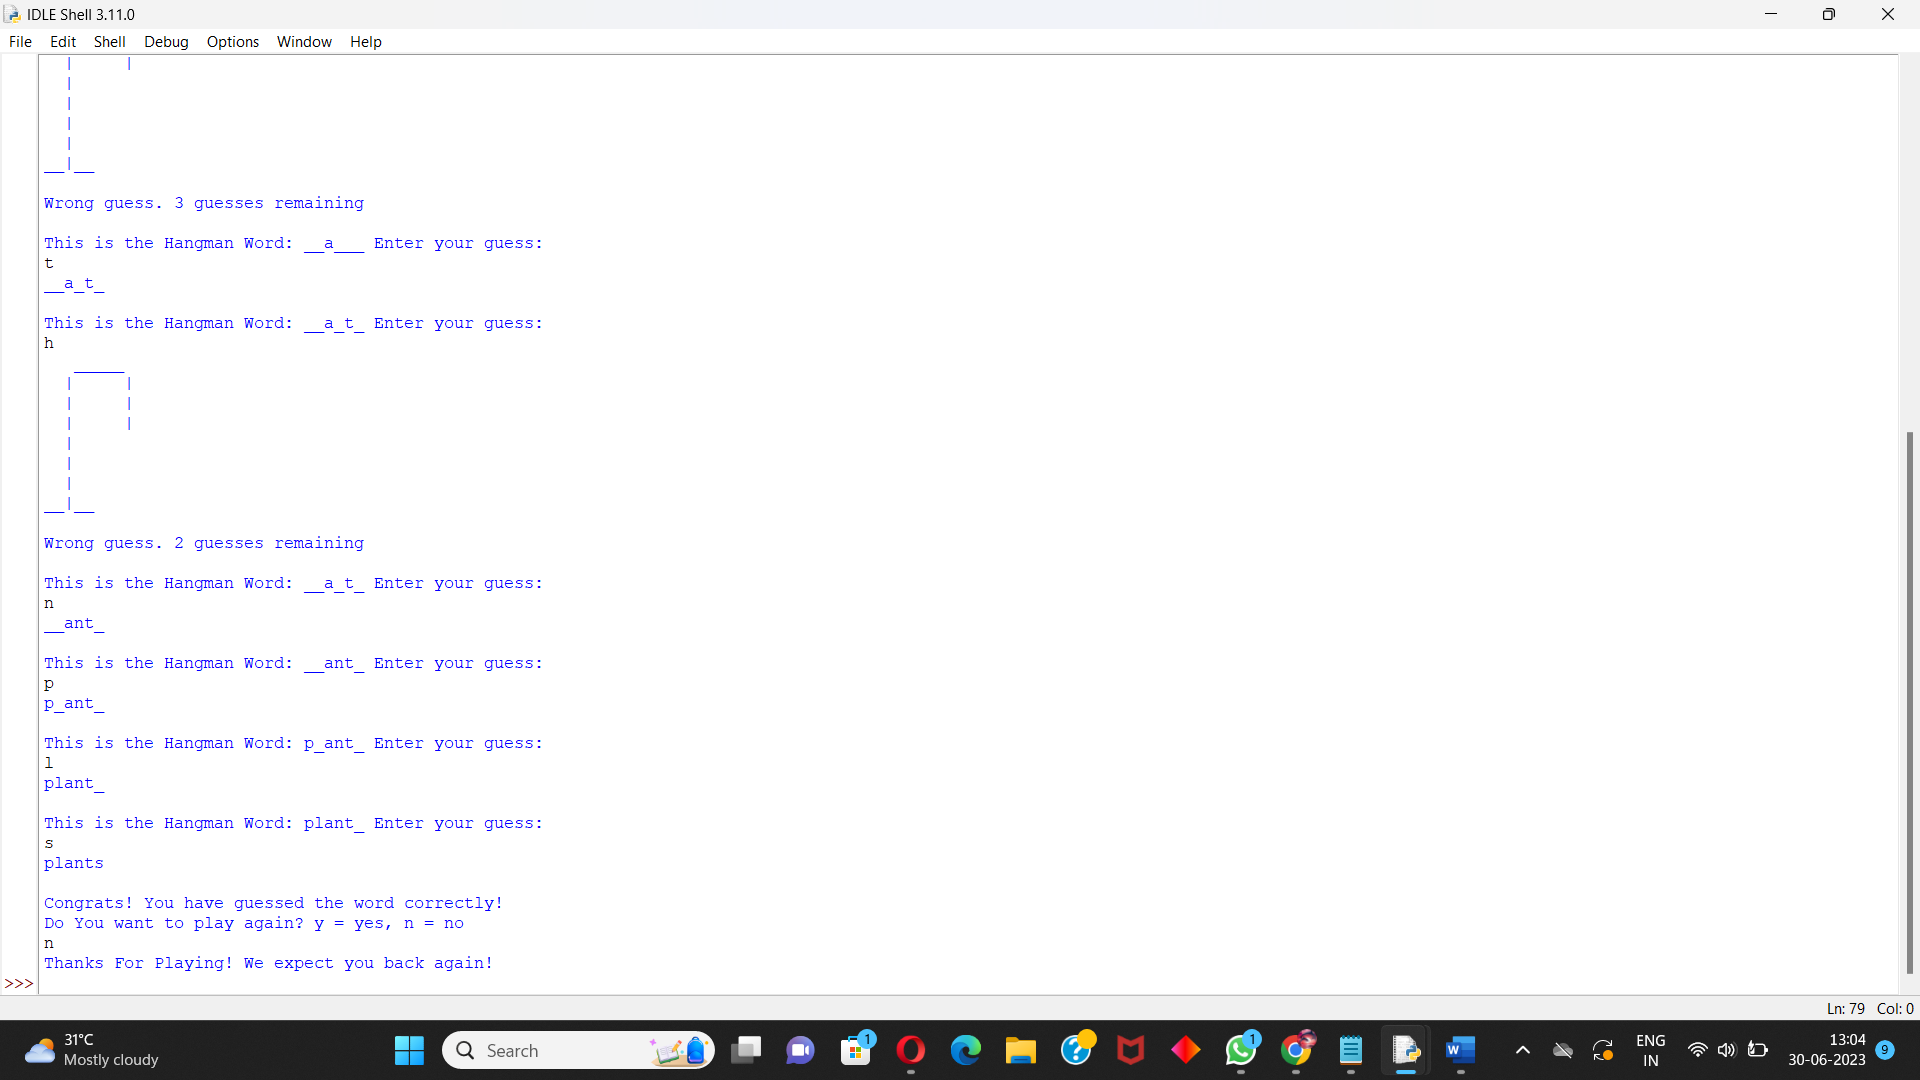 IDLE Shell 3.11.0
File Edit Shell Debug Options Window Help
Wrong guess. 3 guesses remaining
This is the Hangman Word: __a___ Enter your guess:
t
__a_t_
This is the Hangman Word: __a_t_ Enter your guess:
h
Wrong guess. 2 guesses remaining
This is the Hangman Word: __a_t_ Enter your guess:
n
__ant_
This is the Hangman Word: __ant_ Enter your guess:
p
p_ant_
This is the Hangman Word: p_ant_ Enter your guess:
l
plant_
This is the Hangman Word: plant_ Enter your guess:
s
plants
Congrats! You have guessed the word correctly!
Do You want to play again? y = yes, n = no
n
Thanks For Playing! We expect you back again!
>>>
Ln: 79 Col: 0
31°C
Mostly cloudy
Search
1
1
W
ENG
IN
13:04
30-06-2023
9